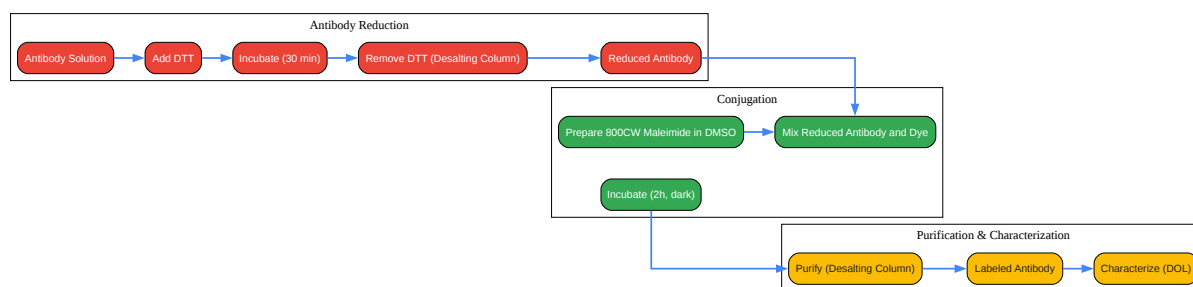 Antibody Reduction
Antibody Solution
Add DTT
Incubate (30 min)
Remove DTT (Desalting Column)
Reduced Antibody
Conjugation
Prepare 800CW Maleimide in DMSO
Mix Reduced Antibody and Dye
Incubate (2h, dark)
Purification & Characterization
Purify (Desalting Column)
Labeled Antibody
Characterize (DOL)